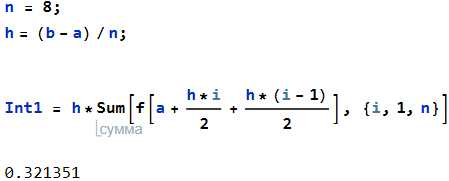 n = 8;
h = (b - a) / n;
Int1 = h * Sum[f[a + h * i / 2 + h * (i - 1) / 2], {i, 1, n}]
сумма
0.321351